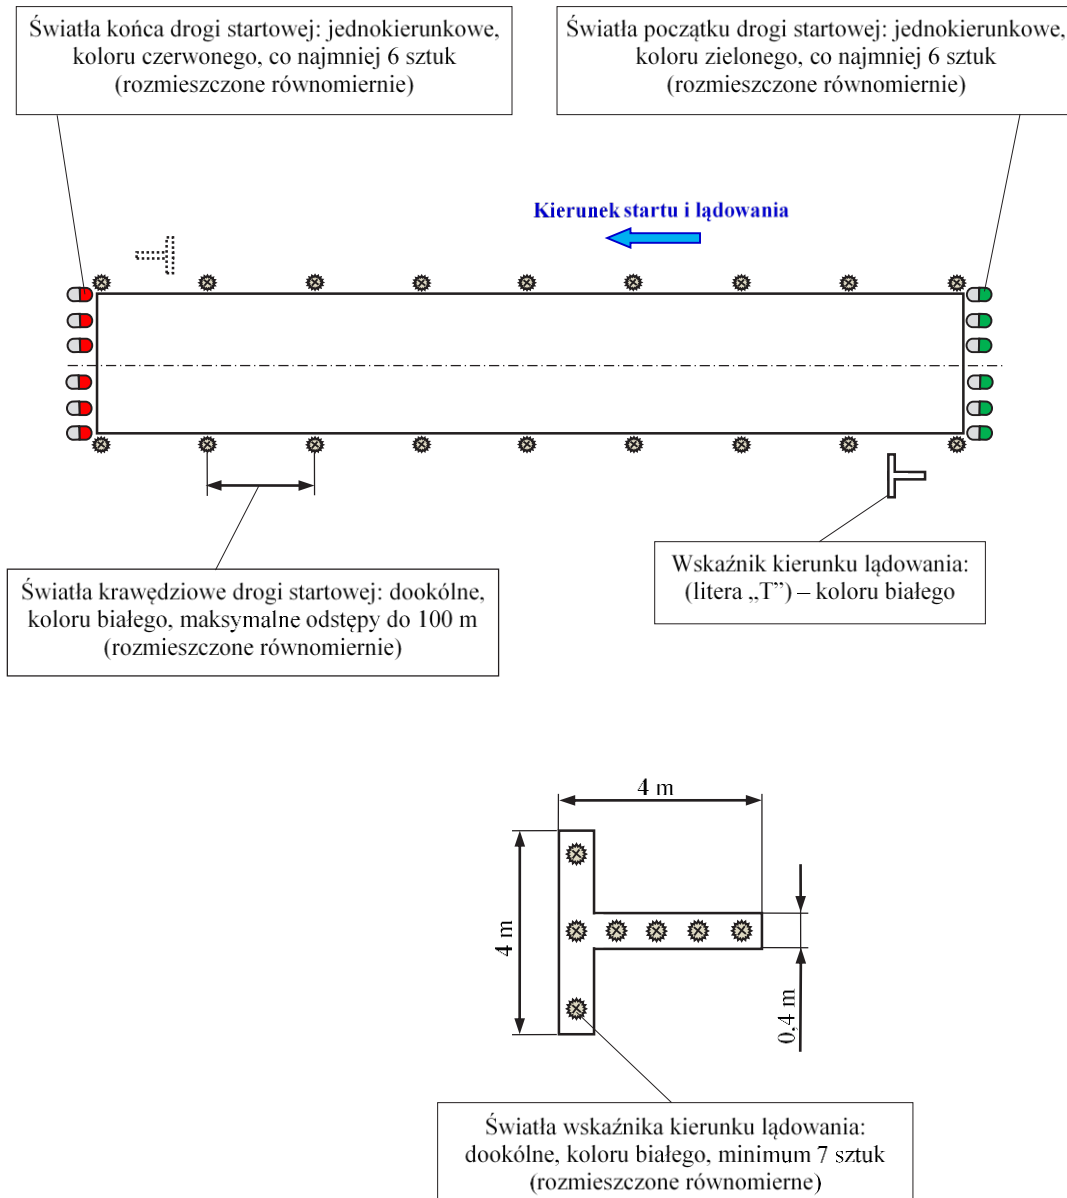 Światła końca drogi startowej: jednokierunkowe,
koloru czerwonego, co najmniej 6 sztuk
(rozmieszczone równomiernie)
Światła początku drogi startowej: jednokierunkowe,
koloru zielonego, co najmniej 6 sztuk
(rozmieszczone równomiernie)
Kierunek startu i lądowania
Światła krawędziowe drogi startowej: dookólne,
koloru białego, maksymalne odstępy do 100 m
(rozmieszczone równomiernie)
Wskaźnik kierunku lądowania:
(litera „T”) – koloru białego
4 m
4 m
0,4 m
Światła wskaźnika kierunku lądowania:
dookólne, koloru białego, minimum 7 sztuk
(rozmieszczone równomierne)